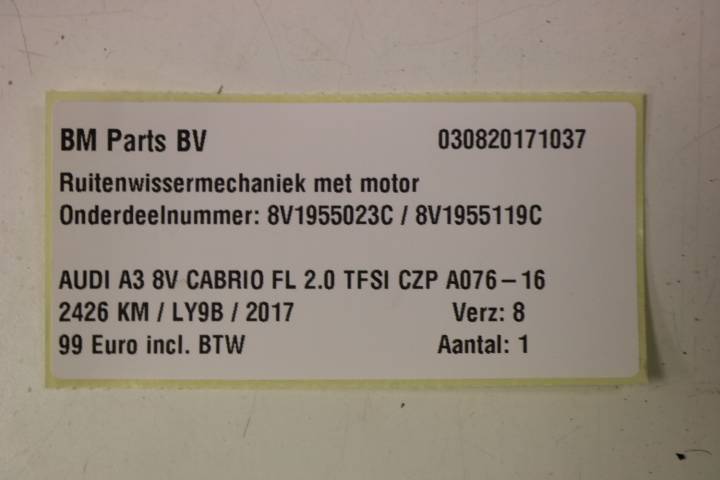 BM Parts BV 030820171037
Ruitenwissermechaniek met motor
Onderdeelnummer: 8V1955023C / 8V1955119C
AUDI A3 8V CABRIO FL 2.0 TFSI CZP A076-16
2426 KM / LY9B / 2017 Verz: 8
99 Euro incl. BTW Aantal: 1